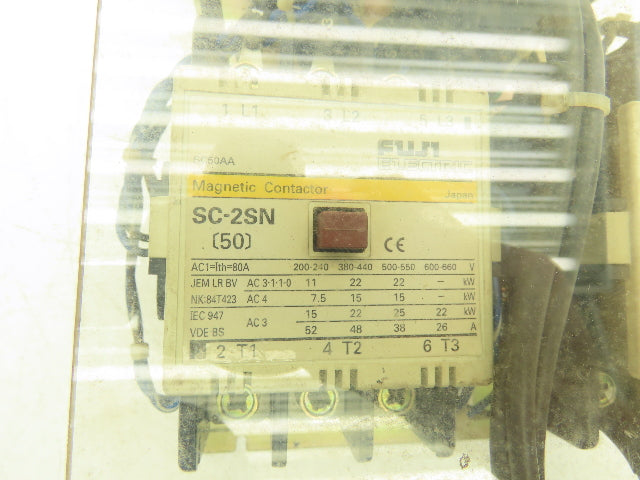 1 L1 3 L2 5 L3
SC50AA
FUJI
Magnetic Contactor
Japan
SC-2SN
(50)
CE
AC1=Ith=80A 200-240 380-440 500-550 600-660 V
JEM LR BV AC 3-1-1-0 11 22 22 – kW
NK:84T423 AC 4 7.5 15 15 – kW
IEC 947 AC 3 15 22 25 22 kW
VDE BS 52 48 38 26 A
2 T1 4 T2 6 T3